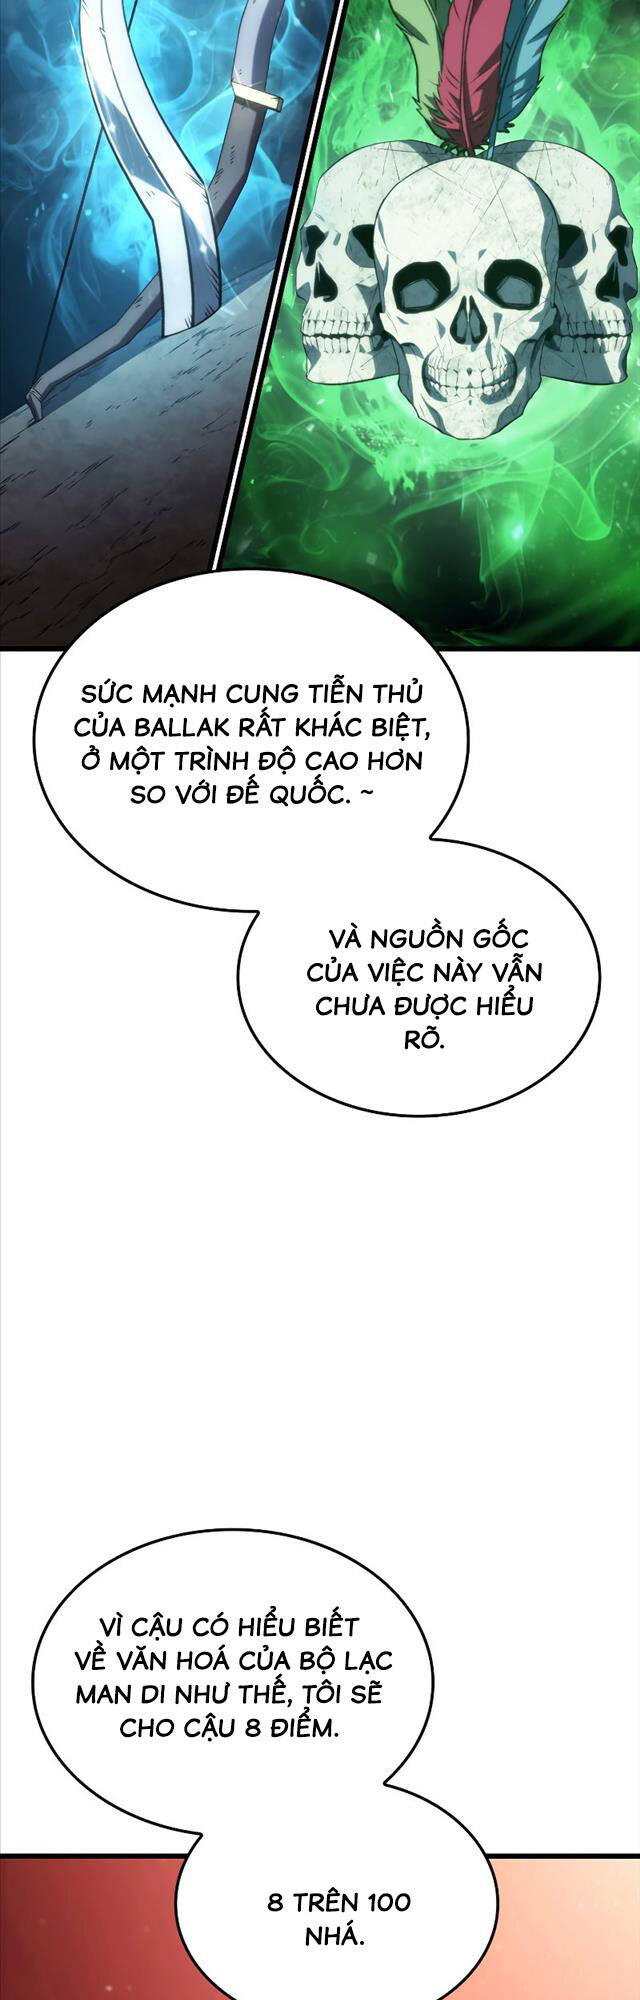 SỨC MẠNH CUNG TIỄN THỦ
CỦA BALLAK RẤT KHÁC BIỆT,
Ở MỘT TRÌNH ĐỘ CAO HƠN
SO VỚI ĐẾ QUỐC. ~
VÀ NGUỒN GỐC
CỦA VIỆC NÀY VẪN
CHƯA ĐƯỢC HIỂU
RÕ.
VÌ CẬU CÓ HIỂU BIẾT
VỀ VĂN HOÁ CỦA BỘ LẠC
MAN DI NHƯ THẾ, TÔI SẼ
CHO CẬU 8 ĐIỂM.
8 TRÊN 100
NHÁ.